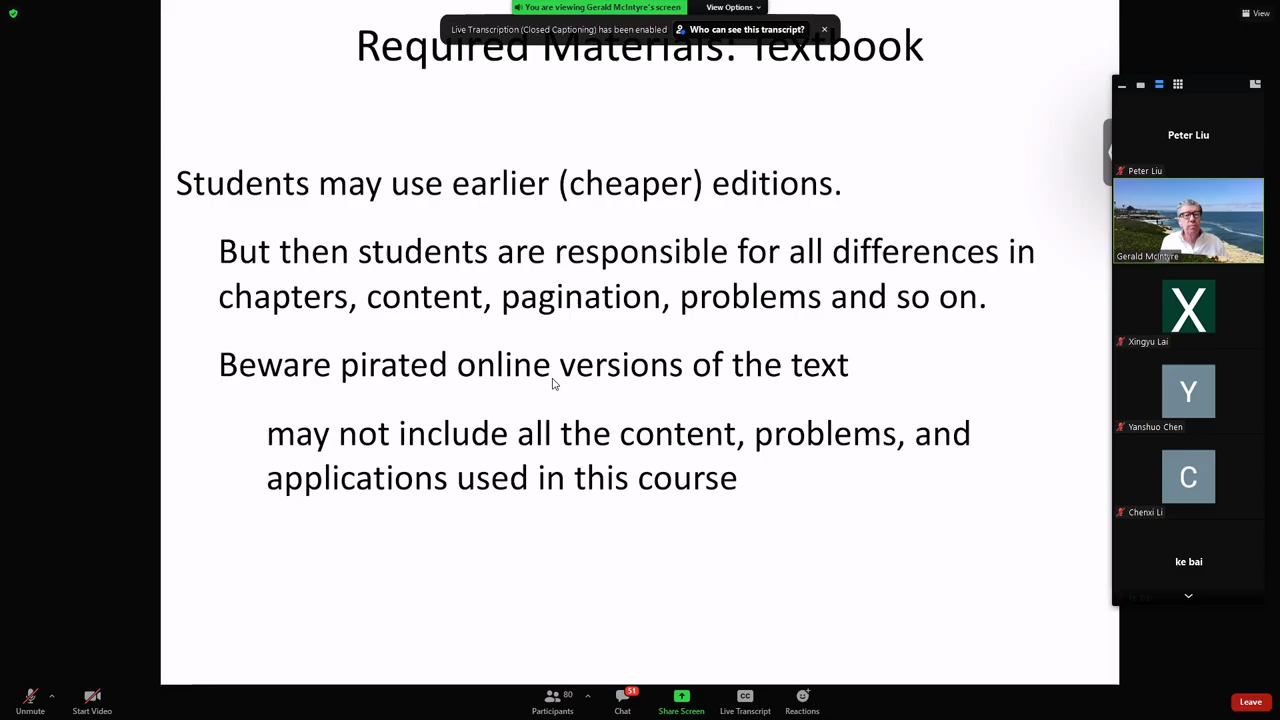 You are viewing Gerald McIntyre's screen
View Options
View
Live Transcription (Closed Captioning) has been enabled
Who can see this transcript?
Required Materials: Textbook
Students may use earlier (cheaper) editions.
But then students are responsible for all differences in
chapters, content, pagination, problems and so on.
Beware pirated online versions of the text
may not include all the content, problems, and
applications used in this course
Peter Liu
Peter Liu
Gerald McIntyre
X
Xingyu Lai
Y
Yanshuo Chen
C
Chenxi Li
ke bai
Unmute
Start Video
80
Participants
51
Chat
Share Screen
CC
Live Transcript
Reactions
Leave